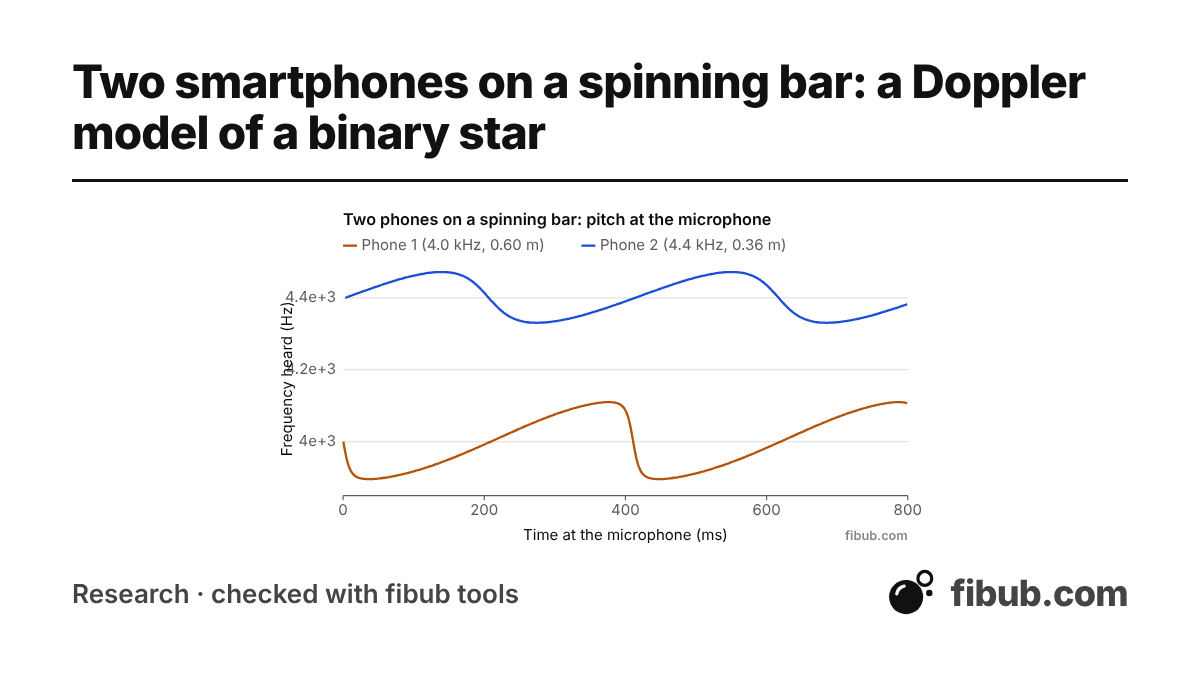 Two smartphones on a spinning bar: a Doppler
model of a binary star
Two phones on a spinning bar: pitch at the microphone
Phone 1 (4.0 kHz, 0.60 m) Phone 2 (4.4 kHz, 0.36 m)
Frequency heard (Hz)
4.4e+3
4.2e+3
4e+3
0 200 400 600 800
Time at the microphone (ms)
fibub.com
Research · checked with fibub tools
fibub.com